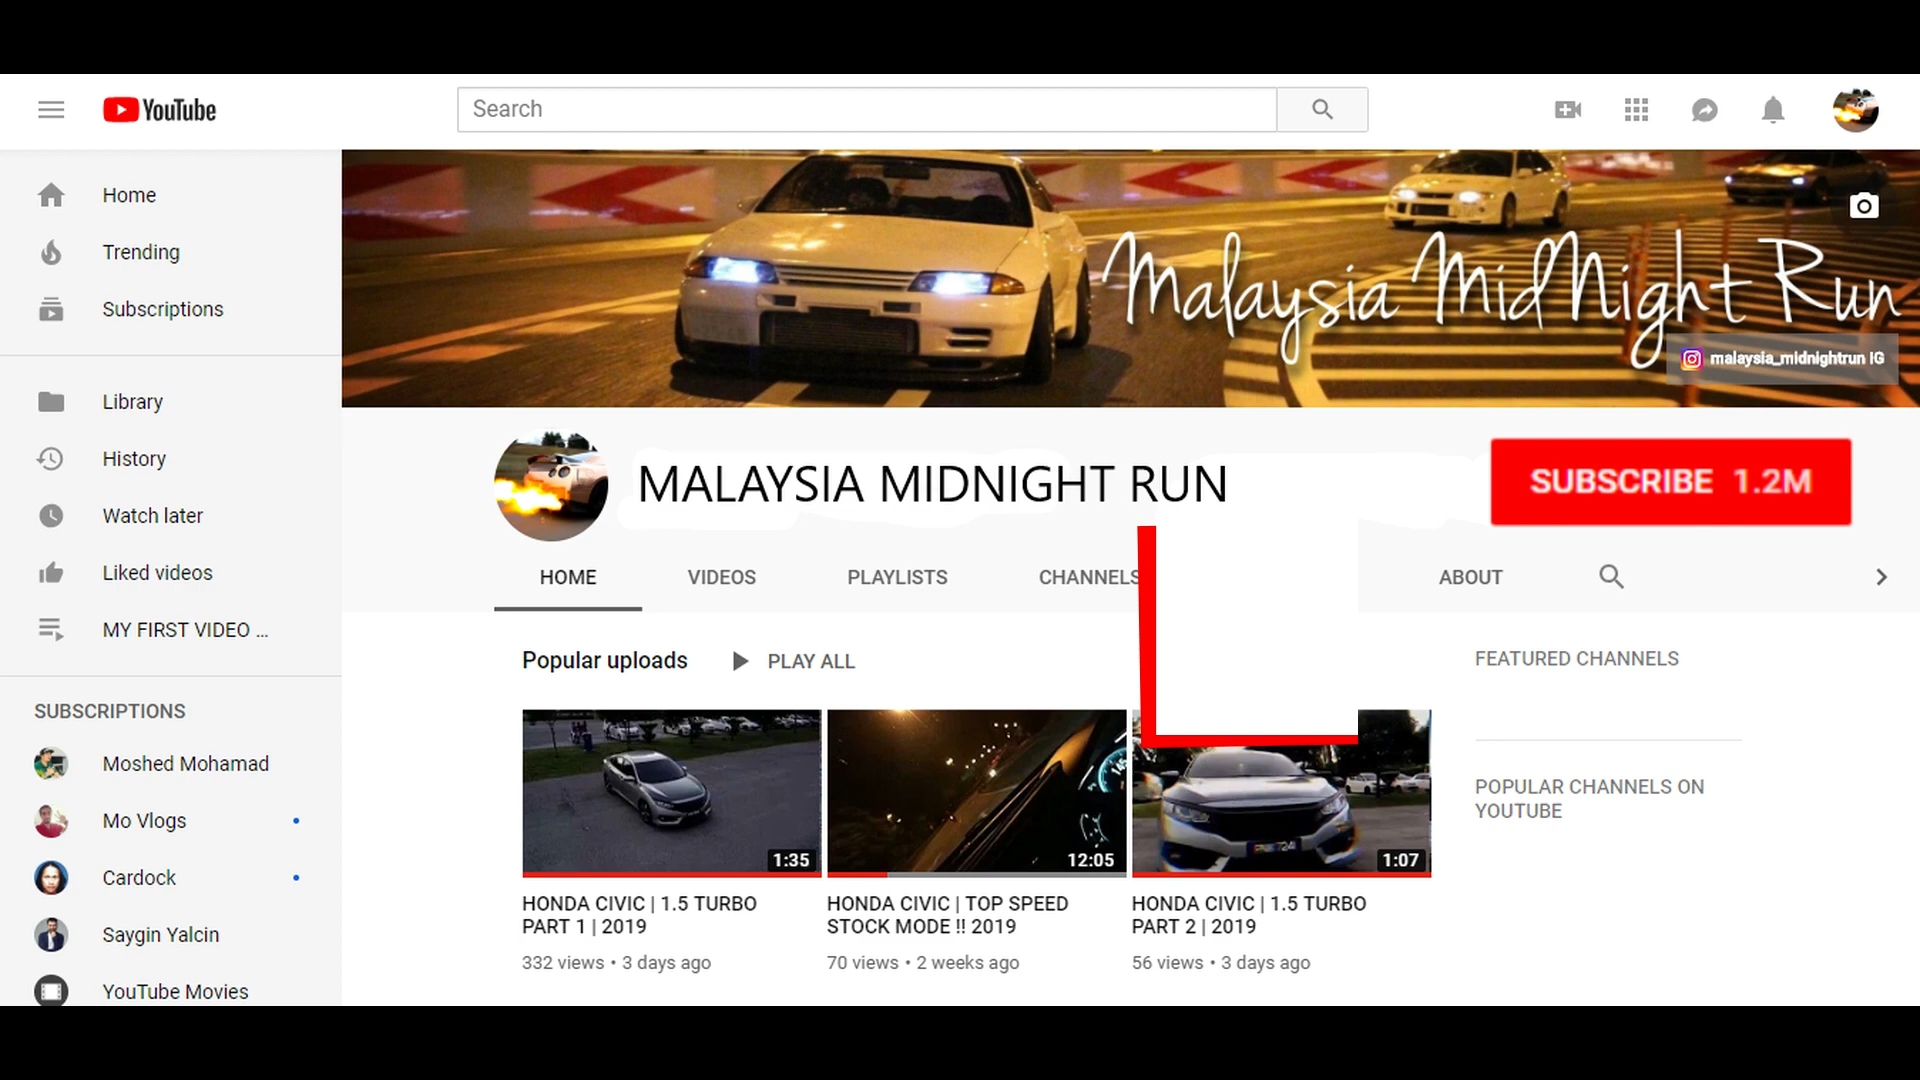 YouTube
Search
Home
Trending
Subscriptions
Library
History
Watch later
Liked videos
MY FIRST VIDEO ...
SUBSCRIPTIONS
Moshed Mohamad
Mo Vlogs
Cardock
Saygin Yalcin
YouTube Movies
Malaysia MidNight Run
malaysia_midnightrun IG
MALAYSIA MIDNIGHT RUN
SUBSCRIBE 1.2M
HOME VIDEOS PLAYLISTS CHANNELS ABOUT
Popular uploads PLAY ALL
1:35
HONDA CIVIC | 1.5 TURBO
PART 1 | 2019
332 views • 3 days ago
12:05
HONDA CIVIC | TOP SPEED
STOCK MODE !! 2019
70 views • 2 weeks ago
1:07
HONDA CIVIC | 1.5 TURBO
PART 2 | 2019
56 views • 3 days ago
FEATURED CHANNELS
POPULAR CHANNELS ON
YOUTUBE